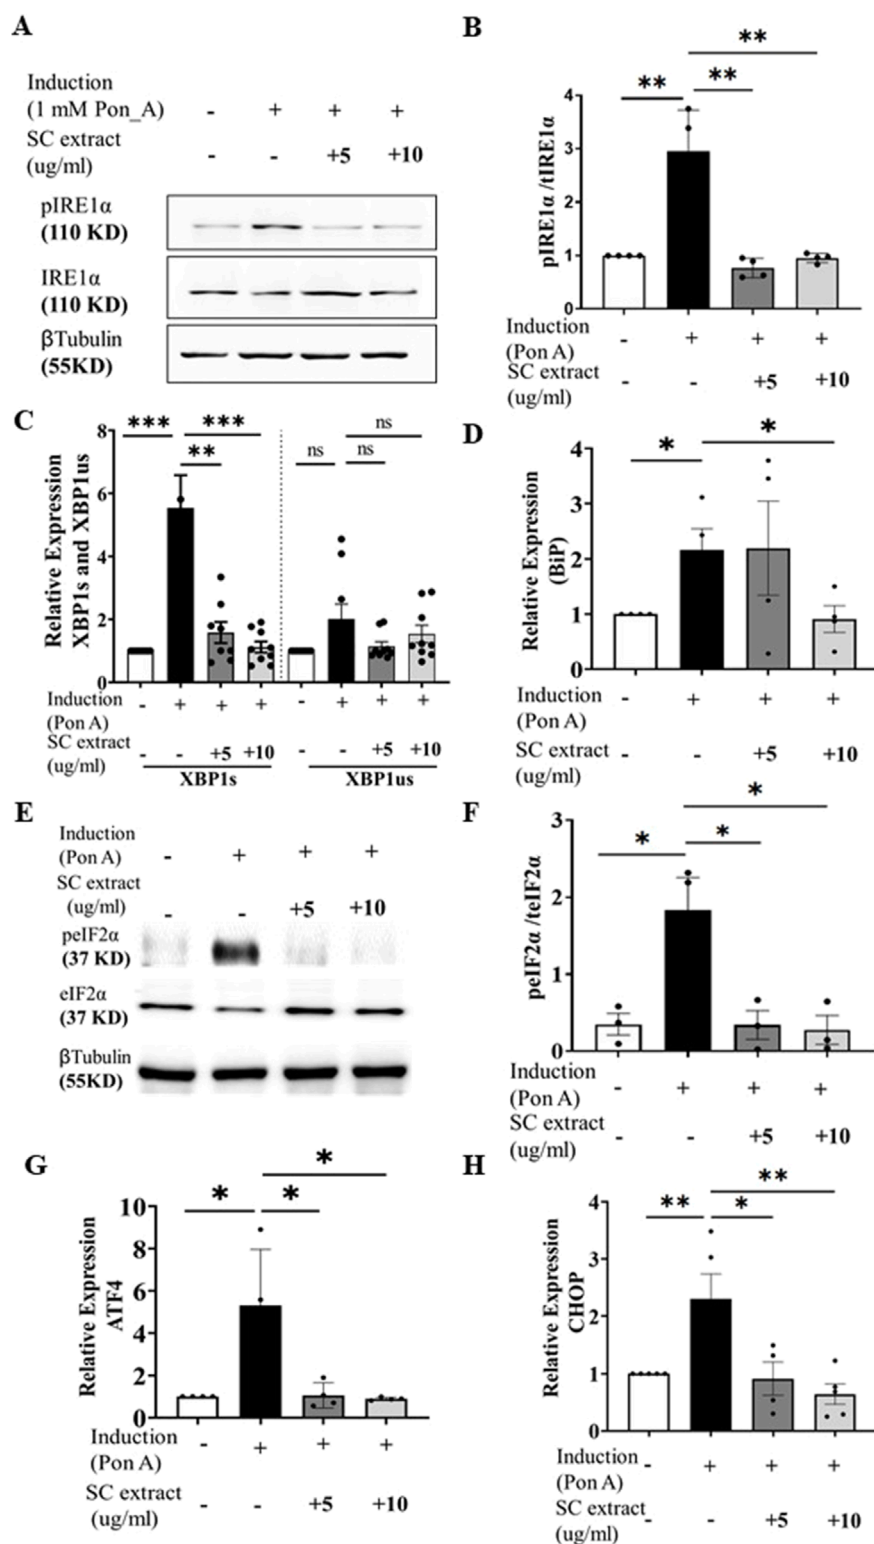 A
Induction
(1 mM Pon_A) - + + +
SC extract
(ug/ml) - - +5 +10
pIRE1α
(110 KD)
IRE1α
(110 KD)
βTubulin
(55KD)
B
**
** **
pIRE1α /tIRE1α
4
3
2
1
0
Induction
(Pon A) - + + +
SC extract
(ug/ml) - - +5 +10
C
*** *** ns
** ns ns
Relative Expression
XBP1s and XBP1us
8
6
4
2
0
Induction
(Pon A) - + + + - + + +
SC extract
(ug/ml) - - +5 +10 - - +5 +10
XBP1s XBP1us
D
* *
Relative Expression
(BiP)
4
3
2
1
0
Induction
(Pon A) - + + +
SC extract
(ug/ml) - - +5 +10
E
Induction
(Pon A) - + + +
SC extract
(ug/ml) - - +5 +10
peIF2α
(37 KD)
eIF2α
(37 KD)
βTubulin
(55KD)
F
*
* *
peIF2α /teIF2α
3
2
1
0
Induction
(Pon A) - + + +
SC extract
(ug/ml) - - +5 +10
G
*
* *
Relative Expression
ATF4
10
8
6
4
2
0
Induction
(Pon A) - + + +
SC extract
(ug/ml) - - +5 +10
H
**
** *
Relative Expression
CHOP
4
3
2
1
0
Induction
(Pon A) - + + +
SC extract
(ug/ml) - - +5 +10